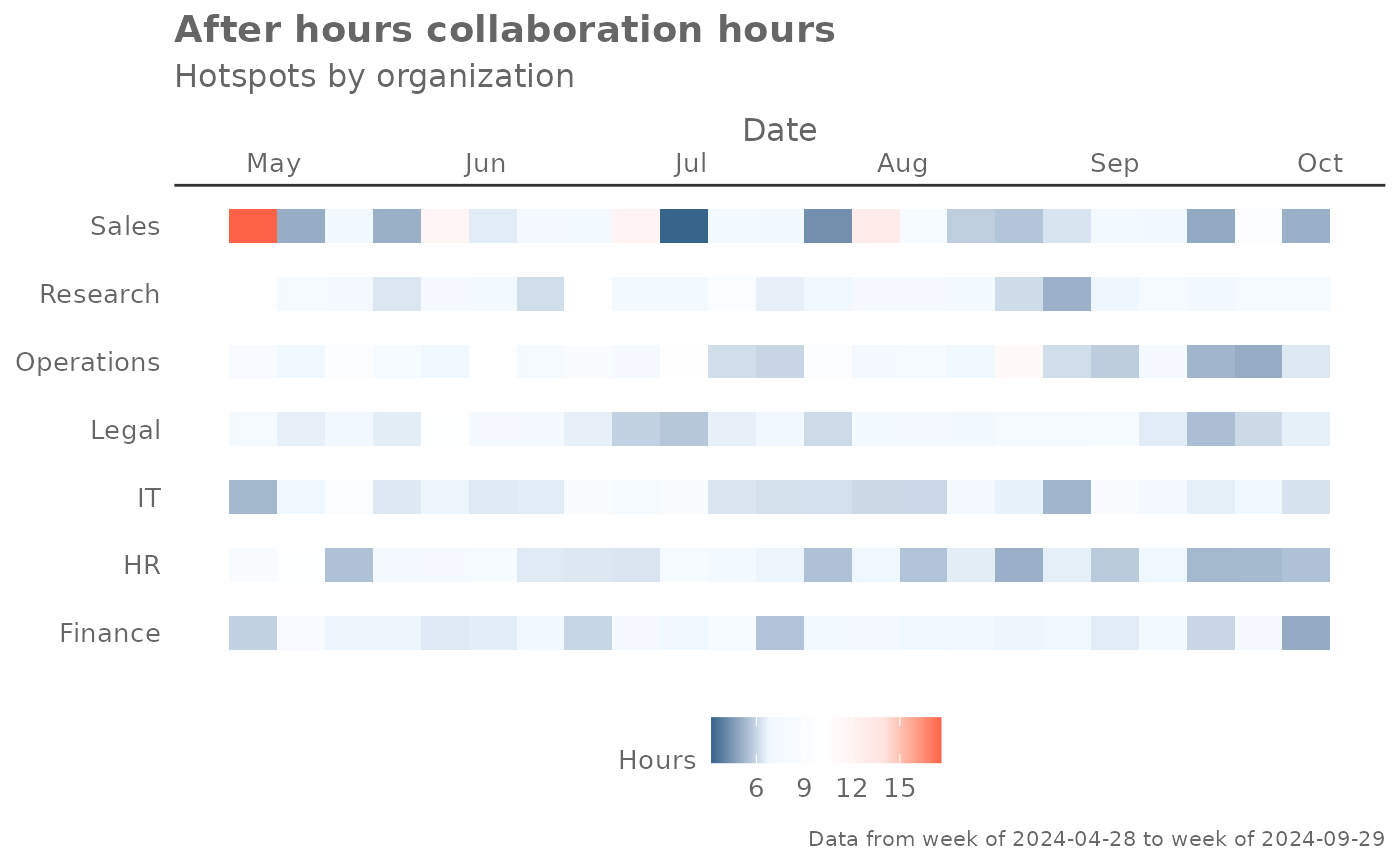 After hours collaboration hours
Hotspots by organization
Date
May Jun Jul Aug Sep Oct
Sales
Research
Operations
Legal
IT
HR
Finance
Hours
6 9 12 15
Data from week of 2024-04-28 to week of 2024-09-29